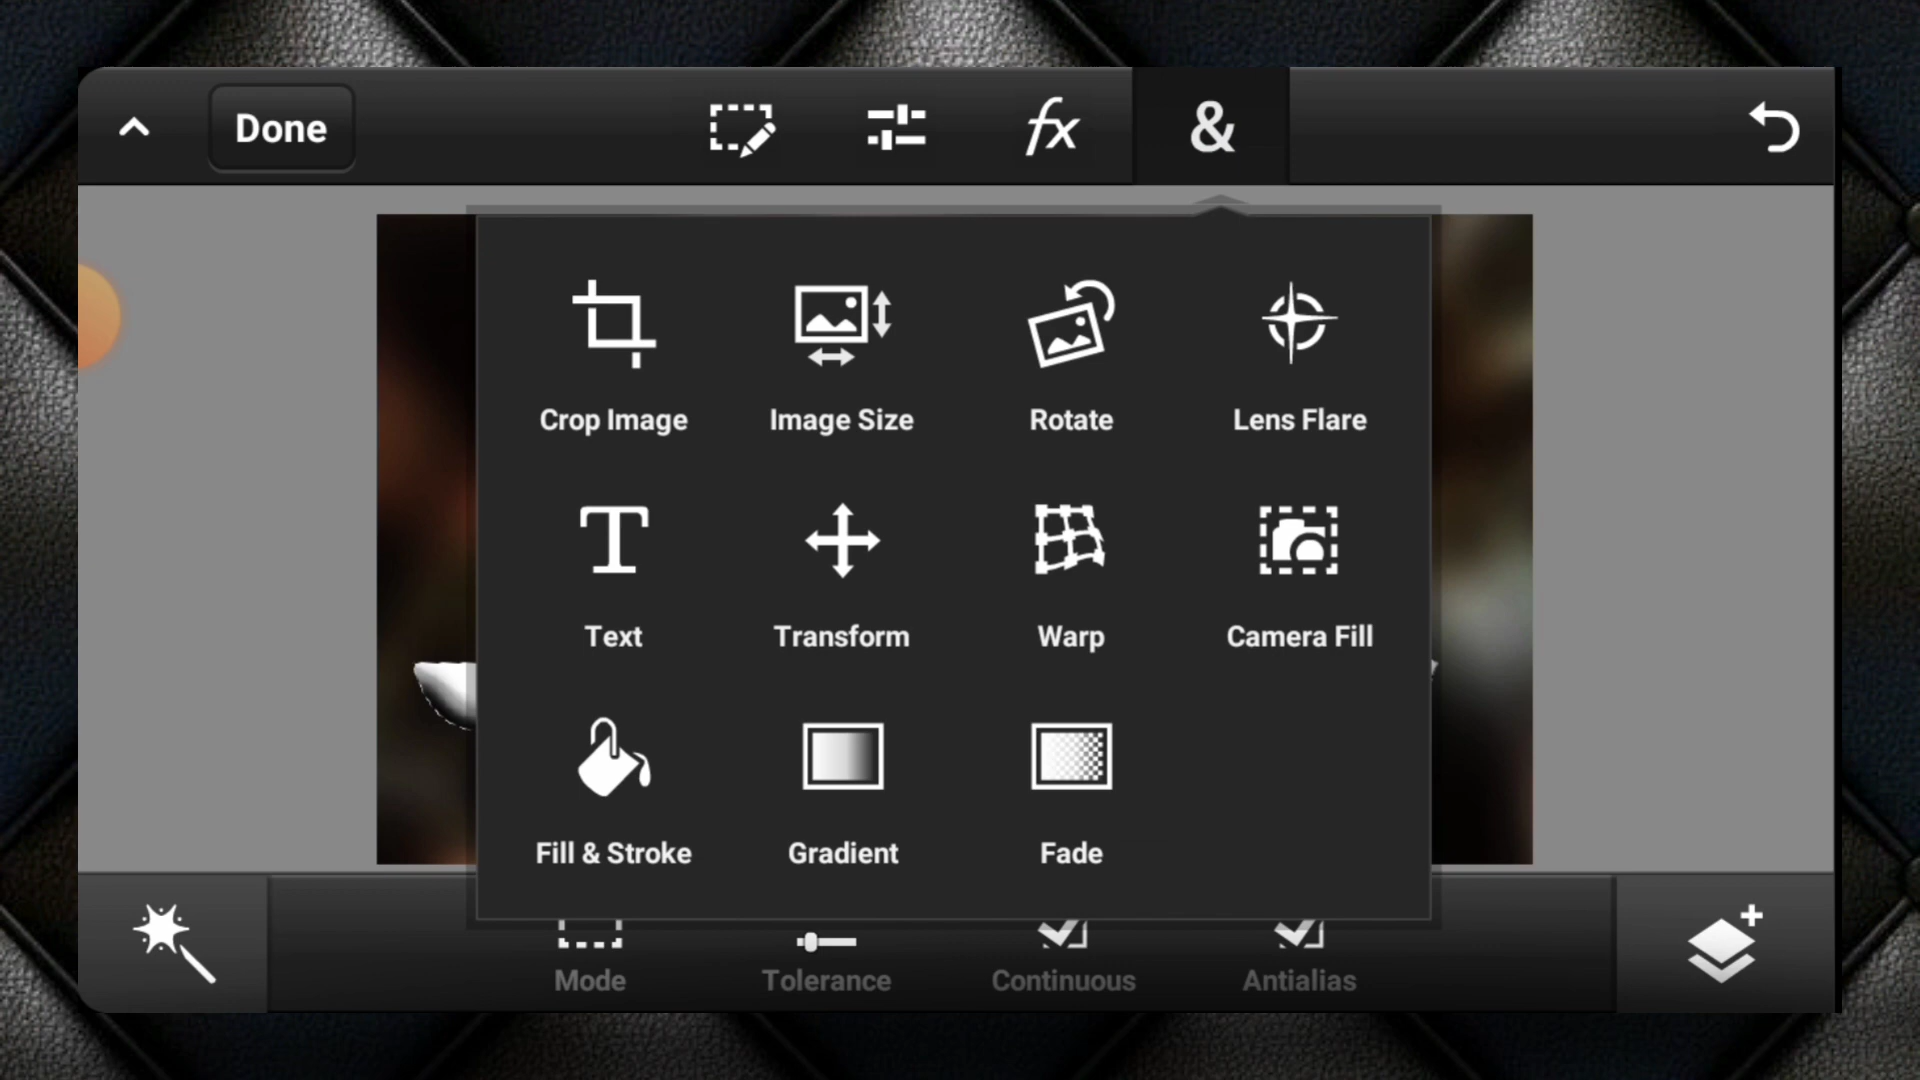 Done fx &
Crop Image Image Size Rotate Lens Flare
Text Transform Warp Camera Fill
Fill & Stroke Gradient Fade
Mode Tolerance Continuous Antialias